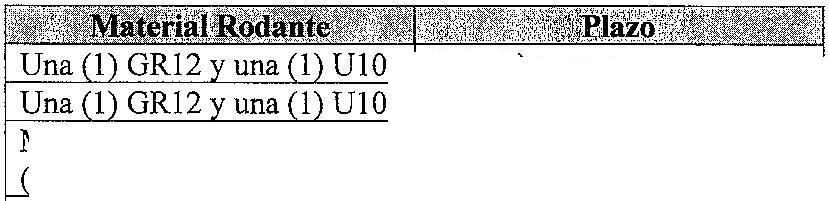 Material Rodante Plazo
Una (1) GR12 y una (1) U10
Una (1) GR12 y una (1) U10
(